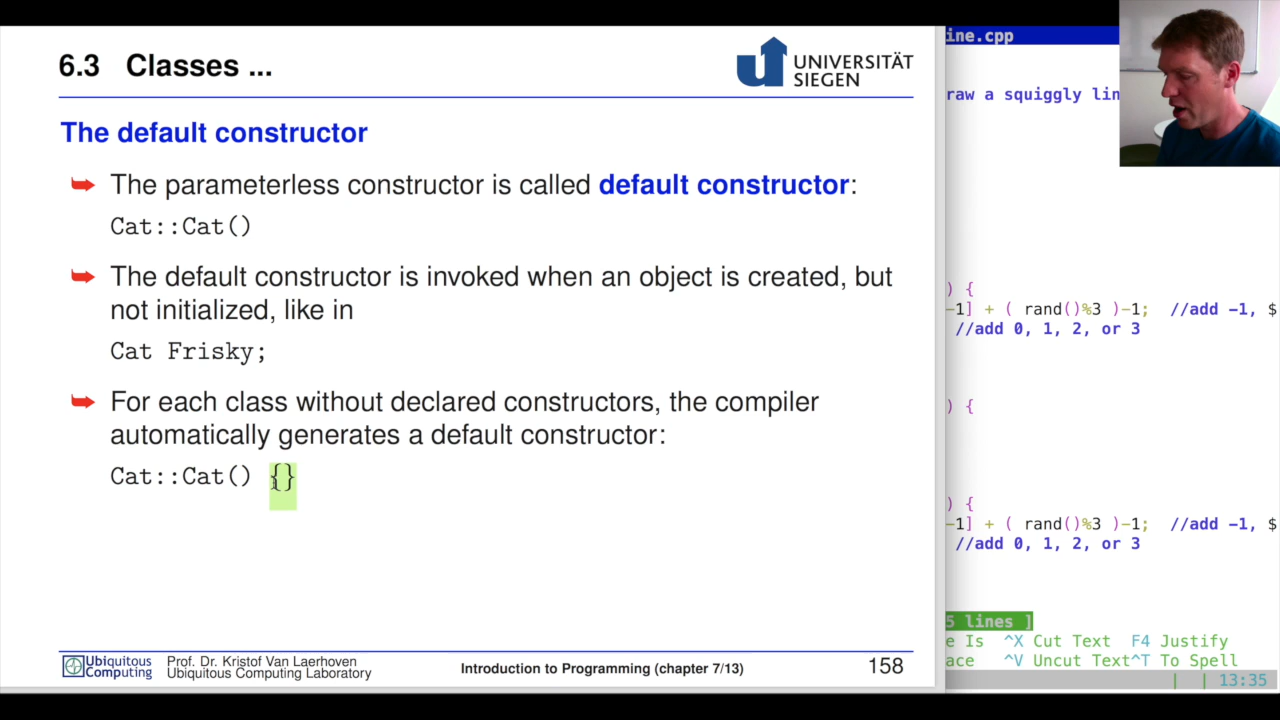 6.3 Classes ...
UNIVERSITÄT
SIEGEN
The default constructor
The parameterless constructor is called default constructor:
Cat::Cat()
The default constructor is invoked when an object is created, but
not initialized, like in
Cat Frisky;
For each class without declared constructors, the compiler
automatically generates a default constructor:
Cat::Cat() {}
Ubiquitous
Computing
Prof. Dr. Kristof Van Laerhoven
Ubiquitous Computing Laboratory
Introduction to Programming (chapter 7/13)
158
ine.cpp
raw a squiggly lin
) {
-1] + ( rand()%3 )-1; //add -1, $
//add 0, 1, 2, or 3
) {
) {
-1] + ( rand()%3 )-1; //add -1, $
//add 0, 1, 2, or 3
5 lines ]
e Is ^X Cut Text F4 Justify
ace ^V Uncut Text^T To Spell
| | 13:35